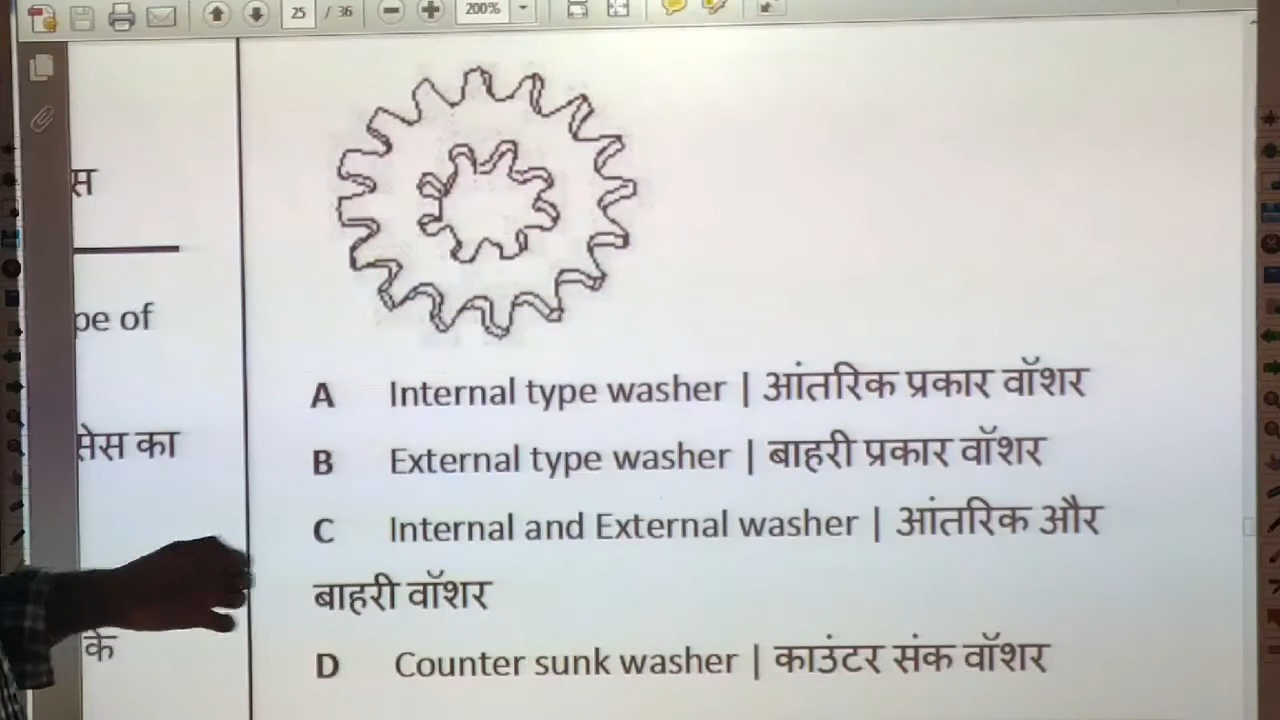 25 / 36 200%
स
pe of
सेस का
के
A Internal type washer | आंतरिक प्रकार वॉशर
B External type washer | बाहरी प्रकार वॉशर
C Internal and External washer | आंतरिक और
बाहरी वॉशर
D Counter sunk washer | काउंटर संक वॉशर